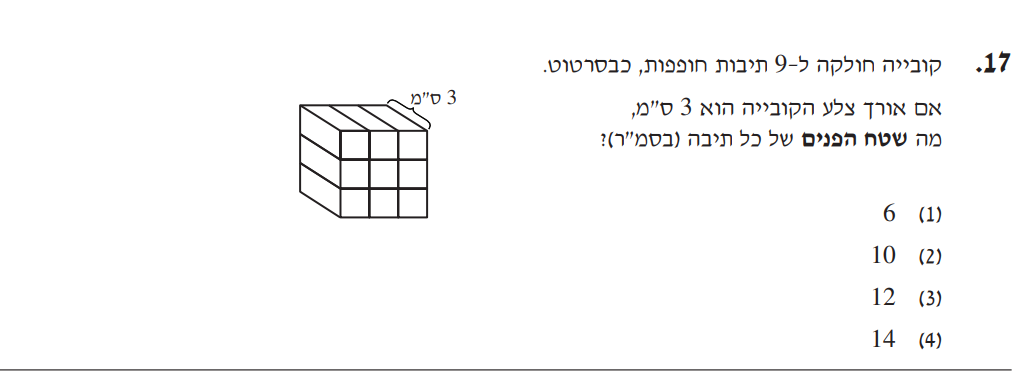 17. קובייה חולקה ל-9 תיבות חופפות, כבסרטוט.
אם אורך צלע הקובייה הוא 3 ס"מ,
מה שטח הפנים של כל תיבה (בסמ"ר)?
3 ס"מ
(1) 6
(2) 10
(3) 12
(4) 14